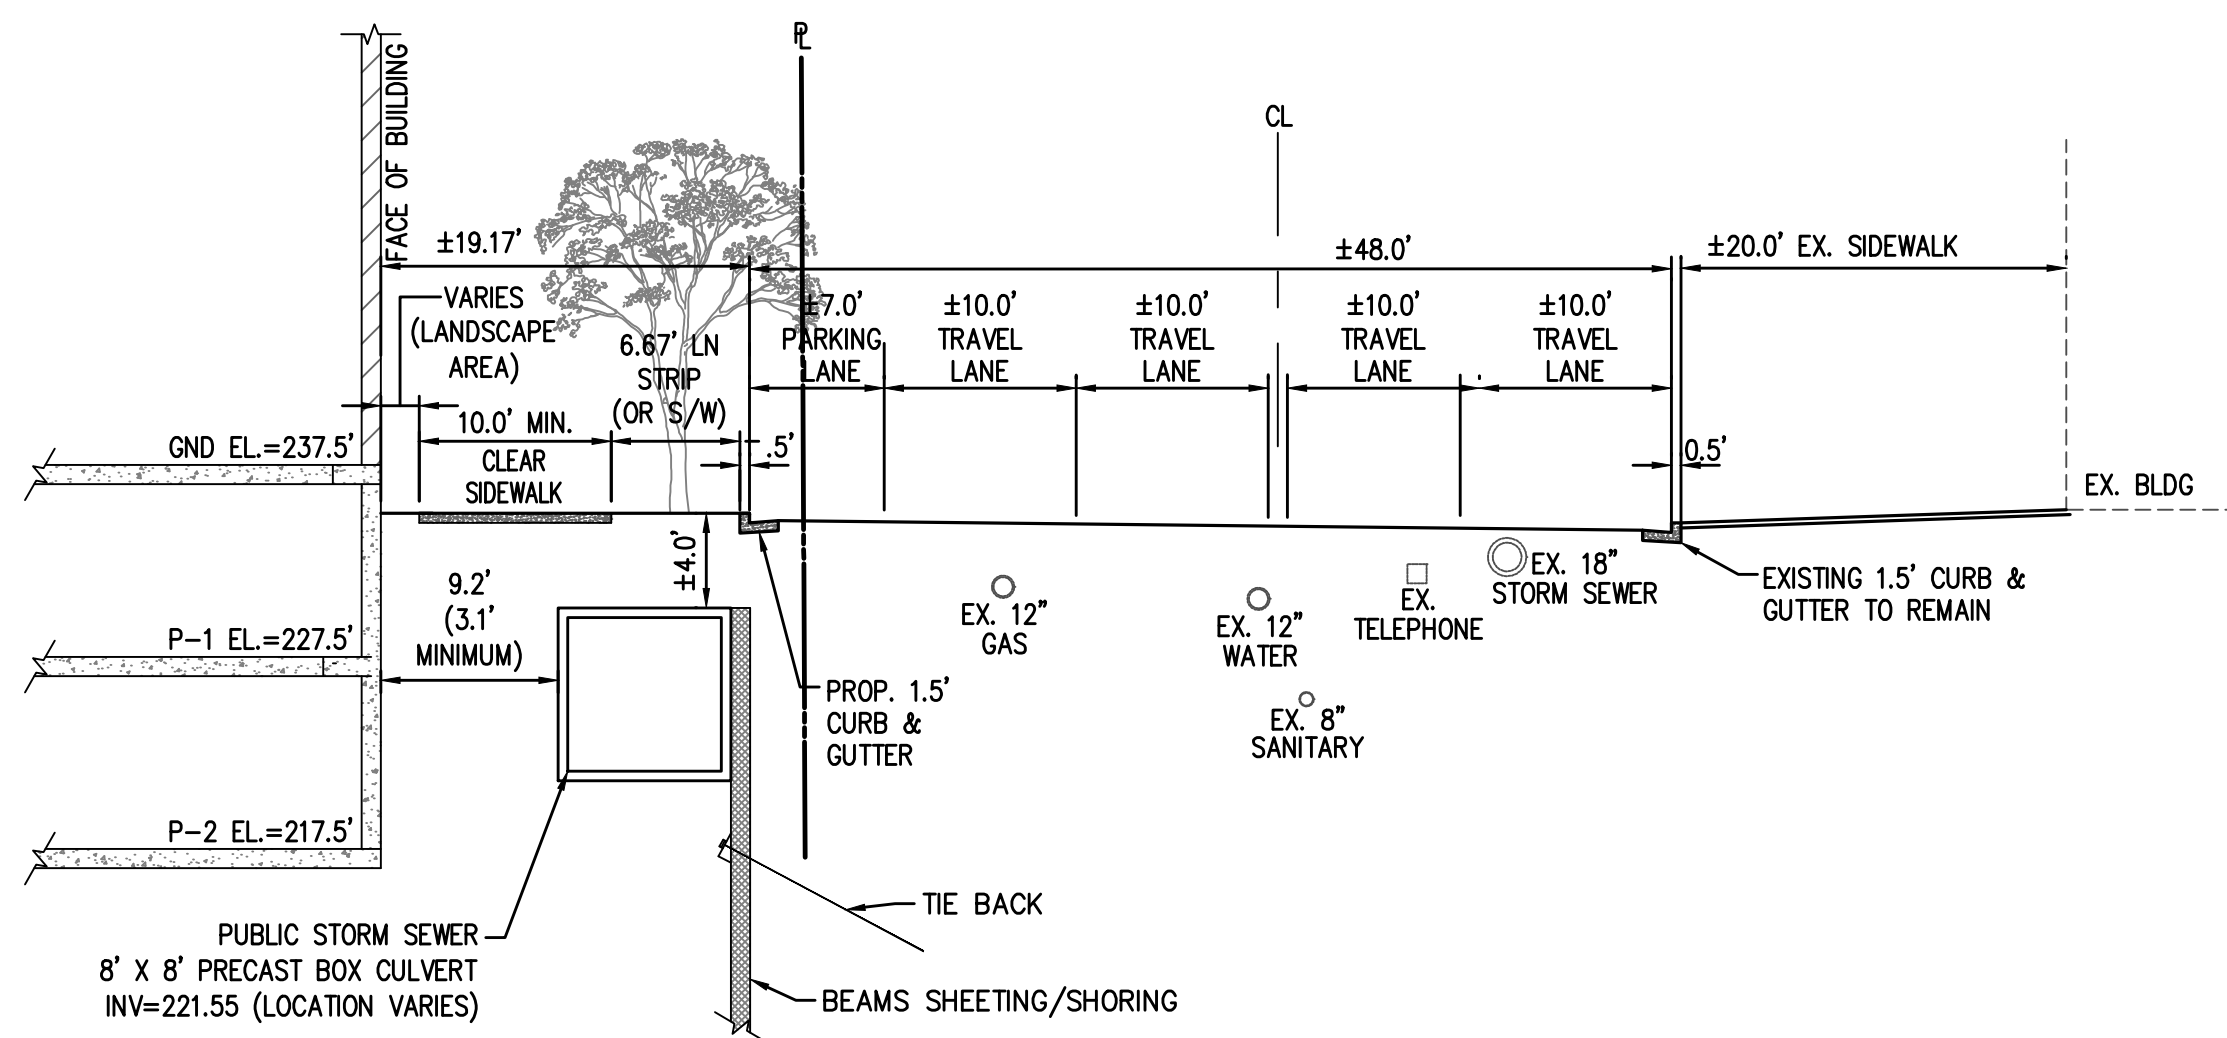 PL
CL
FACE OF BUILDING
±19.17'
±48.0'
±20.0' EX. SIDEWALK
VARIES
(LANDSCAPE
AREA)
6.67' LN
STRIP
(OR S/W)
±7.0'
PARKING
LANE
±10.0'
TRAVEL
LANE
±10.0'
TRAVEL
LANE
±10.0'
TRAVEL
LANE
±10.0'
TRAVEL
LANE
10.0' MIN.
CLEAR
SIDEWALK
.5'
0.5'
GND EL.=237.5'
EX. BLDG
±4.0'
9.2'
(3.1'
MINIMUM)
P-1 EL.=227.5'
EX. 12"
GAS
EX. 12"
WATER
EX.
TELEPHONE
EX. 18"
STORM SEWER
EXISTING 1.5' CURB &
GUTTER TO REMAIN
PROP. 1.5'
CURB &
GUTTER
EX. 8"
SANITARY
P-2 EL.=217.5'
TIE BACK
PUBLIC STORM SEWER
8' X 8' PRECAST BOX CULVERT
INV=221.55 (LOCATION VARIES)
BEAMS SHEETING/SHORING